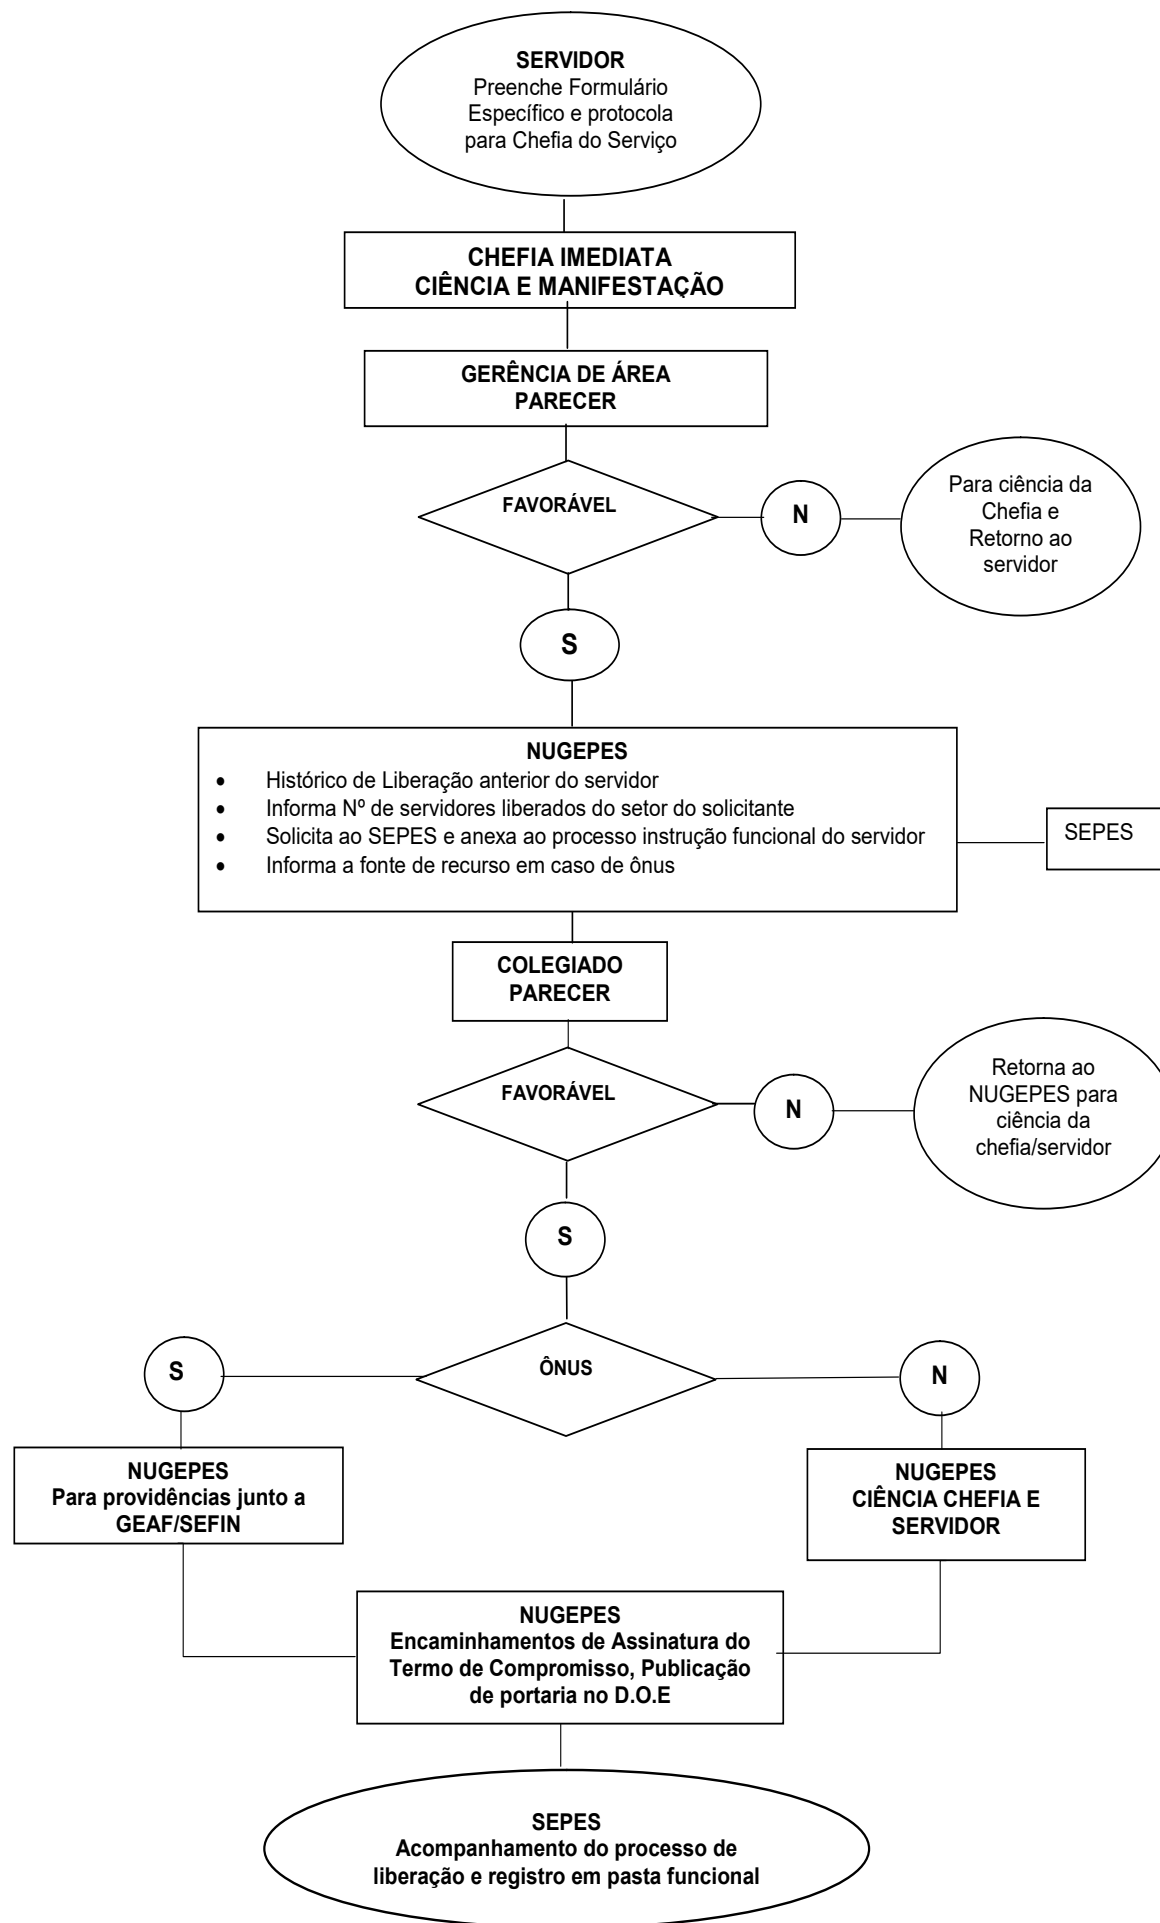 SERVIDOR
Preenche Formulário
Específico e protocola
para Chefia do Serviço
CHEFIA IMEDIATA
CIÊNCIA E MANIFESTAÇÃO
GERÊNCIA DE ÁREA
PARECER
FAVORÁVEL
N
Para ciência da
Chefia e
Retorno ao
servidor
S
NUGEPES
• Histórico de Liberação anterior do servidor
• Informa Nº de servidores liberados do setor do solicitante
• Solicita ao SEPES e anexa ao processo instrução funcional do servidor
• Informa a fonte de recurso em caso de ônus
SEPES
COLEGIADO
PARECER
FAVORÁVEL
N
Retorna ao
NUGEPES para
ciência da
chefia/servidor
S
ÔNUS
S
N
NUGEPES
Para providências junto a
GEAF/SEFIN
NUGEPES
CIÊNCIA CHEFIA E
SERVIDOR
NUGEPES
Encaminhamentos de Assinatura do
Termo de Compromisso, Publicação
de portaria no D.O.E
SEPES
Acompanhamento do processo de
liberação e registro em pasta funcional